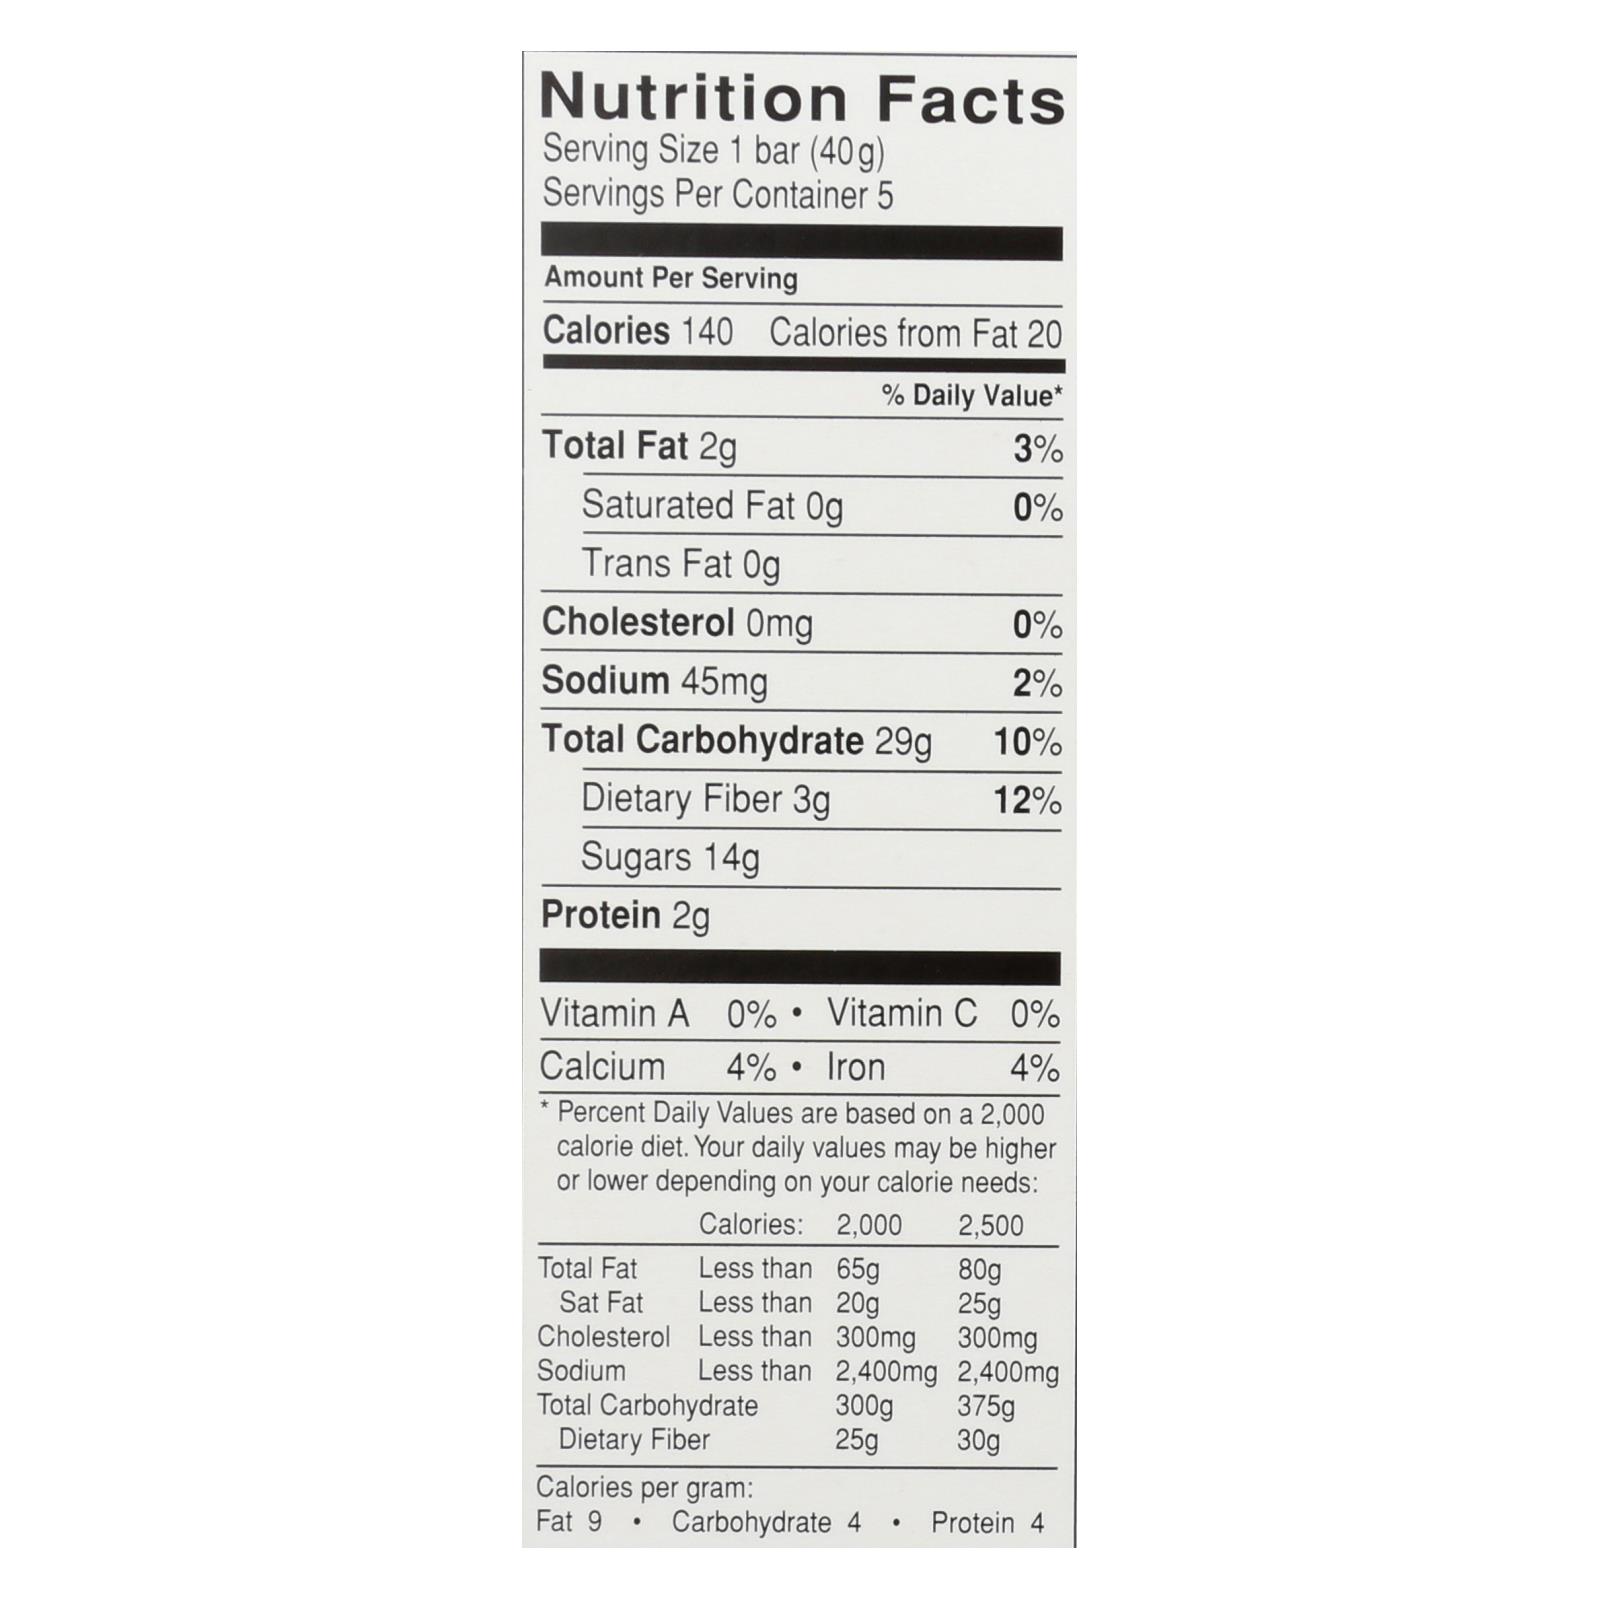 Nutrition Facts
Serving Size 1 bar (40g)
Servings Per Container 5
Amount Per Serving
Calories 140 Calories from Fat 20
% Daily Value*
Total Fat 2g 3%
Saturated Fat 0g 0%
Trans Fat 0g
Cholesterol 0mg 0%
Sodium 45mg 2%
Total Carbohydrate 29g 10%
Dietary Fiber 3g 12%
Sugars 14g
Protein 2g
Vitamin A 0% • Vitamin C 0%
Calcium 4% • Iron 4%
* Percent Daily Values are based on a 2,000
calorie diet. Your daily values may be higher
or lower depending on your calorie needs:
Calories: 2,000 2,500
Total Fat Less than 65g 80g
Sat Fat Less than 20g 25g
Cholesterol Less than 300mg 300mg
Sodium Less than 2,400mg 2,400mg
Total Carbohydrate 300g 375g
Dietary Fiber 25g 30g
Calories per gram:
Fat 9 • Carbohydrate 4 • Protein 4